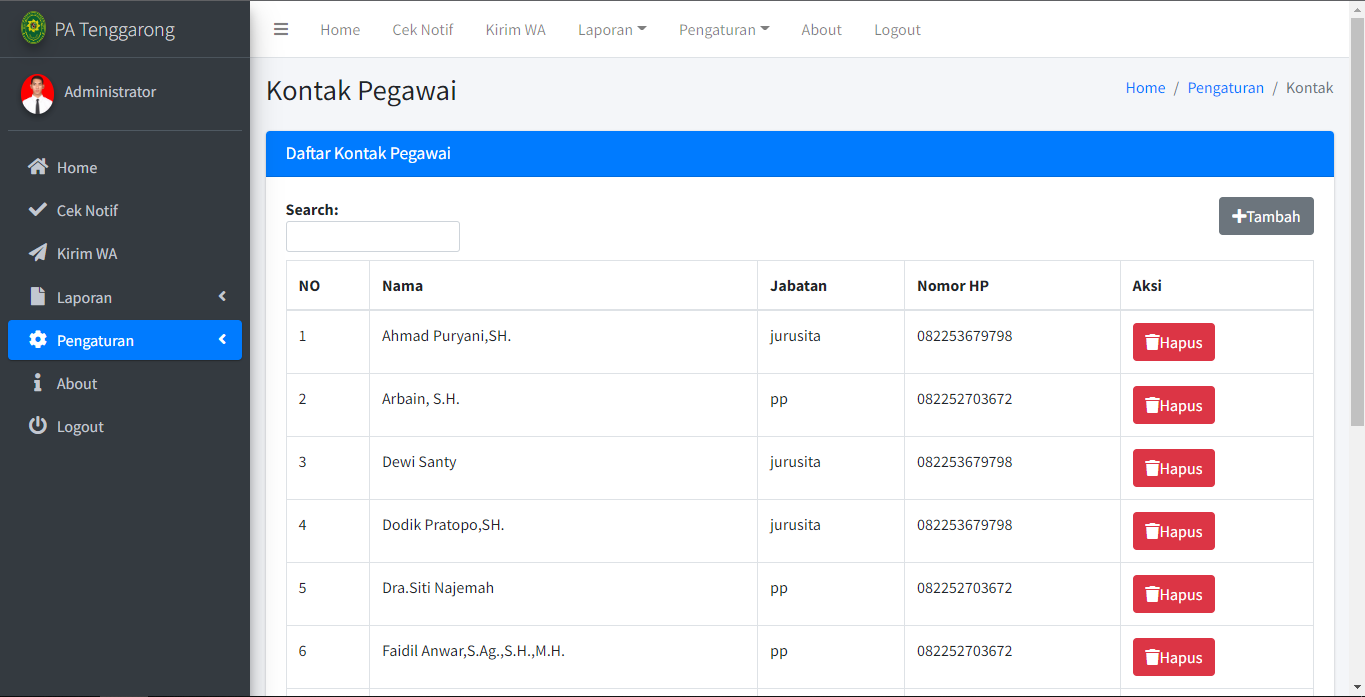 PA Tenggarong
Administrator
Home
Cek Notif
Kirim WA
Laporan
Pengaturan
About
Logout
Home Cek Notif Kirim WA Laporan Pengaturan About Logout
Kontak Pegawai
Home / Pengaturan / Kontak
Daftar Kontak Pegawai
Search:
Tambah
NO Nama Jabatan Nomor HP Aksi
1 Ahmad Puryani,SH. jurusita 082253679798 Hapus
2 Arbain, S.H. pp 082252703672 Hapus
3 Dewi Santy jurusita 082253679798 Hapus
4 Dodik Pratopo,SH. jurusita 082253679798 Hapus
5 Dra.Siti Najemah pp 082252703672 Hapus
6 Faidil Anwar,S.Ag.,S.H.,M.H. pp 082252703672 Hapus